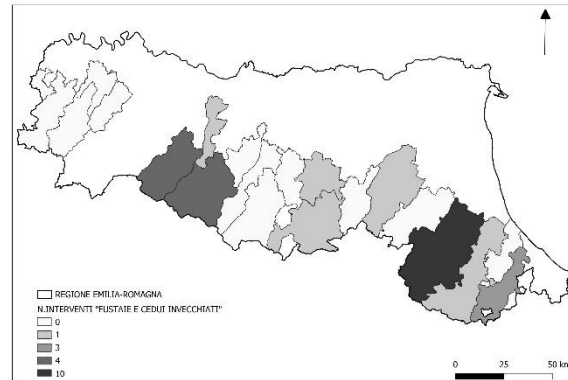 REGIONE EMILIA-ROMAGNA
N.INTERVENTI "FUSTAIE E CEDUI INVECCHIATI"
0
1
3
4
10
0 25 50 km